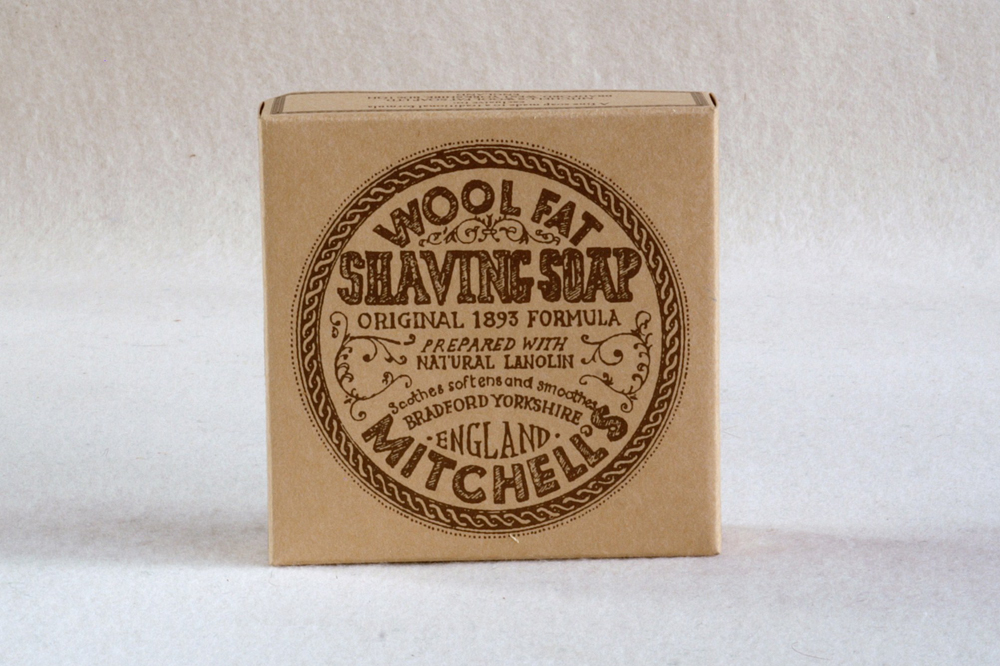 WOOL FAT
SHAVING SOAP
ORIGINAL 1893 FORMULA
PREPARED WITH
NATURAL LANOLIN
Soothes softens and smoothes
BRADFORD YORKSHIRE
·ENGLAND·
MITCHELL'S